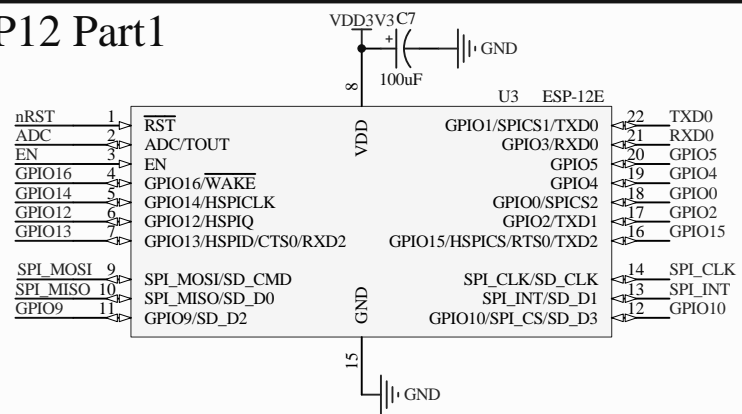 P12 Part1
VDD3V3 C7
+
GND
100uF
8
U3 ESP-12E
nRST 1 RST VDD GPIO1/SPICS1/TXD0 22 TXD0
ADC 2 ADC/TOUT GPIO3/RXD0 21 RXD0
EN 3 EN GPIO5 20 GPIO5
GPIO16 4 GPIO16/WAKE GPIO4 19 GPIO4
GPIO14 5 GPIO14/HSPICLK GPIO0/SPICS2 18 GPIO0
GPIO12 6 GPIO12/HSPIQ GPIO2/TXD1 17 GPIO2
GPIO13 7 GPIO13/HSPID/CTS0/RXD2 GPIO15/HSPICS/RTS0/TXD2 16 GPIO15
SPI_MOSI 9 SPI_MOSI/SD_CMD SPI_CLK/SD_CLK 14 SPI_CLK
SPI_MISO 10 SPI_MISO/SD_D0 GND SPI_INT/SD_D1 13 SPI_INT
GPIO9 11 GPIO9/SD_D2 GPIO10/SPI_CS/SD_D3 12 GPIO10
15
GND